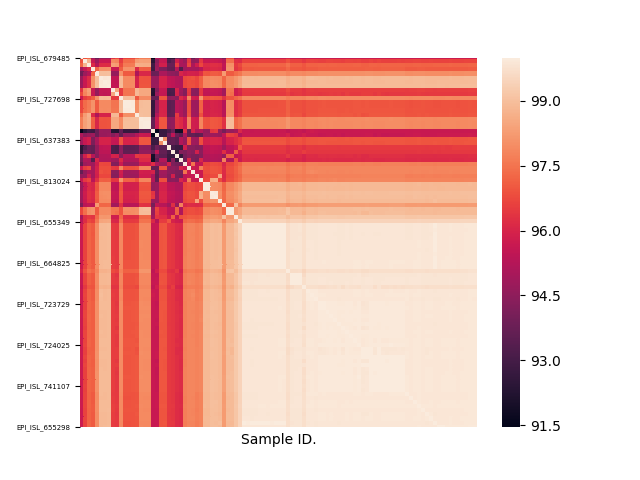 EPI_ISL_679485
EPI_ISL_727698
EPI_ISL_637383
EPI_ISL_813024
EPI_ISL_655349
EPI_ISL_664825
EPI_ISL_723729
EPI_ISL_724025
EPI_ISL_741107
EPI_ISL_655298
Sample ID.
99.0
97.5
96.0
94.5
93.0
91.5